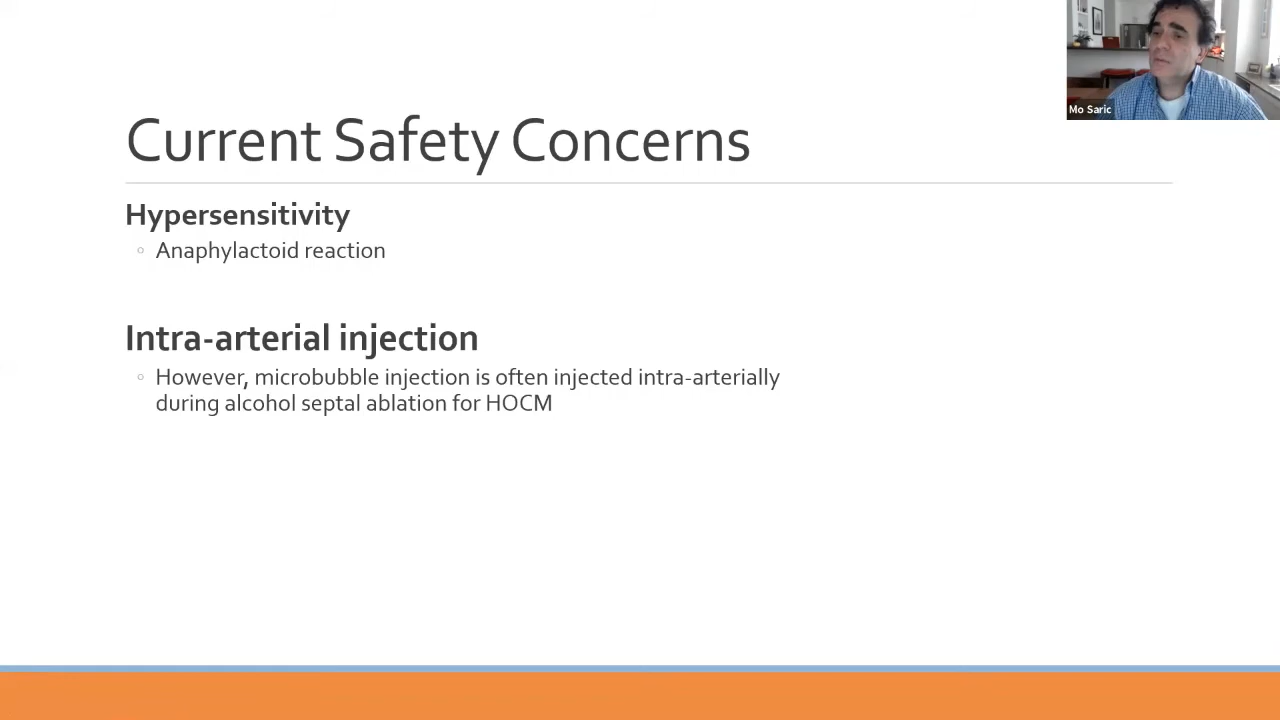 Mo Saric
Current Safety Concerns
Hypersensitivity
◦ Anaphylactoid reaction
Intra-arterial injection
◦ However, microbubble injection is often injected intra-arterially
during alcohol septal ablation for HOCM